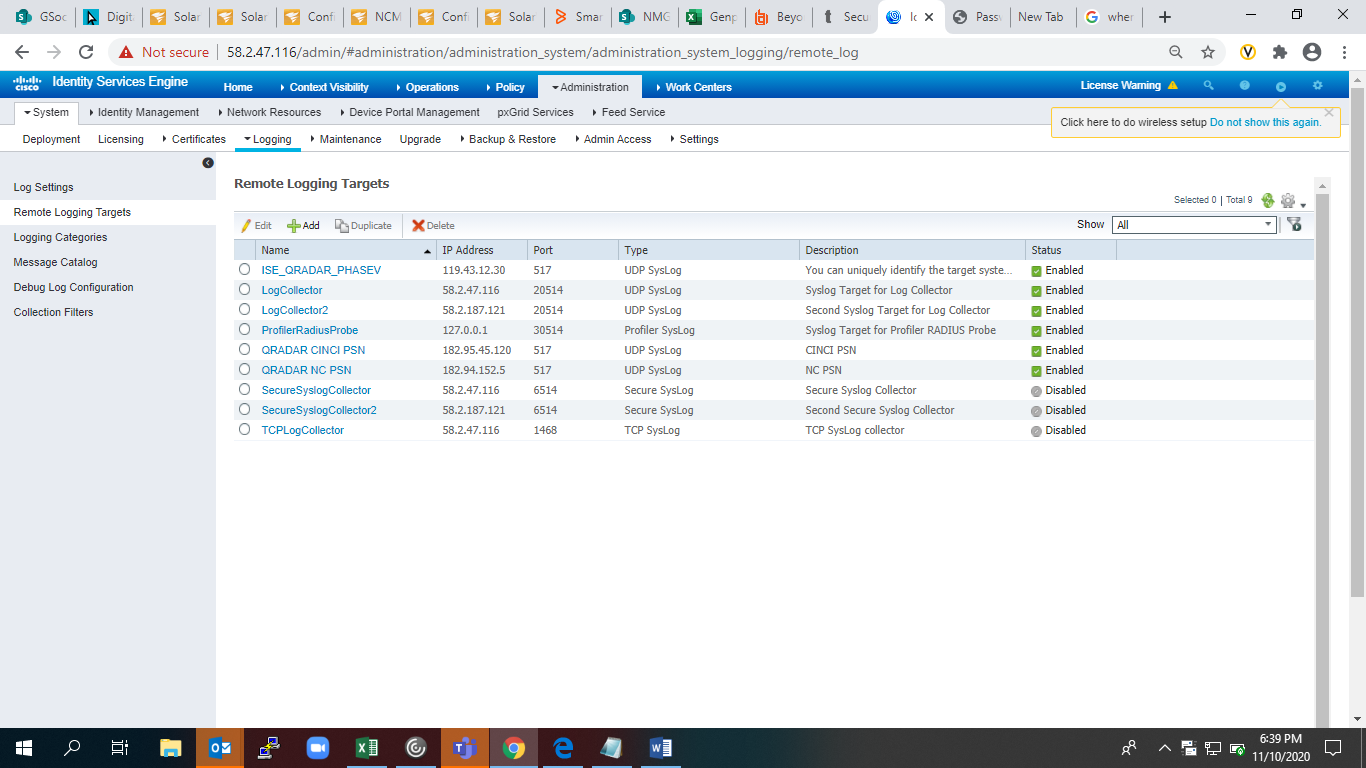 GSoc
Digit
Solar
Solar
Confi
NCM
Confi
Solar
Smar
NMG
Genp
Beyo
Secu
Passw
New Tab
wher
Not secure 58.2.47.116/admin/#administration/administration_system/administration_system_logging/remote_log
cisco Identity Services Engine Home Context Visibility Operations Policy Administration Work Centers License Warning
System Identity Management Network Resources Device Portal Management pxGrid Services Feed Service
Click here to do wireless setup Do not show this again.
Deployment Licensing Certificates Logging Maintenance Upgrade Backup & Restore Admin Access Settings
Log Settings
Remote Logging Targets
Logging Categories
Message Catalog
Debug Log Configuration
Collection Filters
Remote Logging Targets
Selected 0 | Total 9
Edit Add Duplicate Delete Show All
Name IP Address Port Type Description Status
ISE_QRADAR_PHASEV 119.43.12.30 517 UDP SysLog You can uniquely identify the target syste... Enabled
LogCollector 58.2.47.116 20514 UDP SysLog Syslog Target for Log Collector Enabled
LogCollector2 58.2.187.121 20514 UDP SysLog Second Syslog Target for Log Collector Enabled
ProfilerRadiusProbe 127.0.0.1 30514 Profiler SysLog Syslog Target for Profiler RADIUS Probe Enabled
QRADAR CINCI PSN 182.95.45.120 517 UDP SysLog CINCI PSN Enabled
QRADAR NC PSN 182.94.152.5 517 UDP SysLog NC PSN Enabled
SecureSyslogCollector 58.2.47.116 6514 Secure SysLog Secure Syslog Collector Disabled
SecureSyslogCollector2 58.2.187.121 6514 Secure SysLog Second Secure Syslog Collector Disabled
TCPLogCollector 58.2.47.116 1468 TCP SysLog TCP SysLog collector Disabled
6:39 PM
11/10/2020